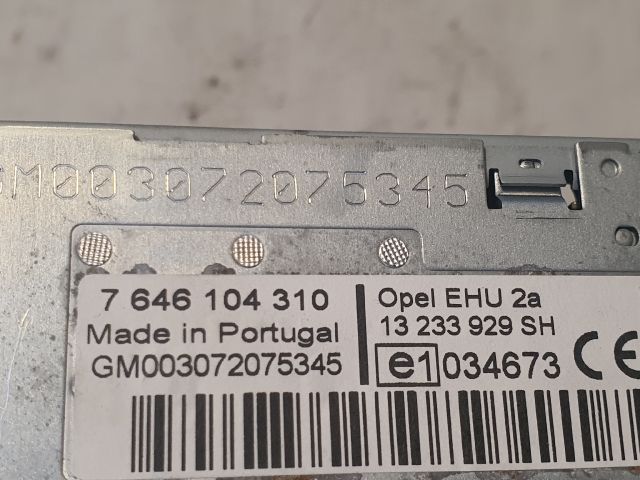 GM003072075345
7 646 104 310
Made in Portugal
GM003072075345
Opel EHU 2a
13 233 929 SH
e1 034673 CE